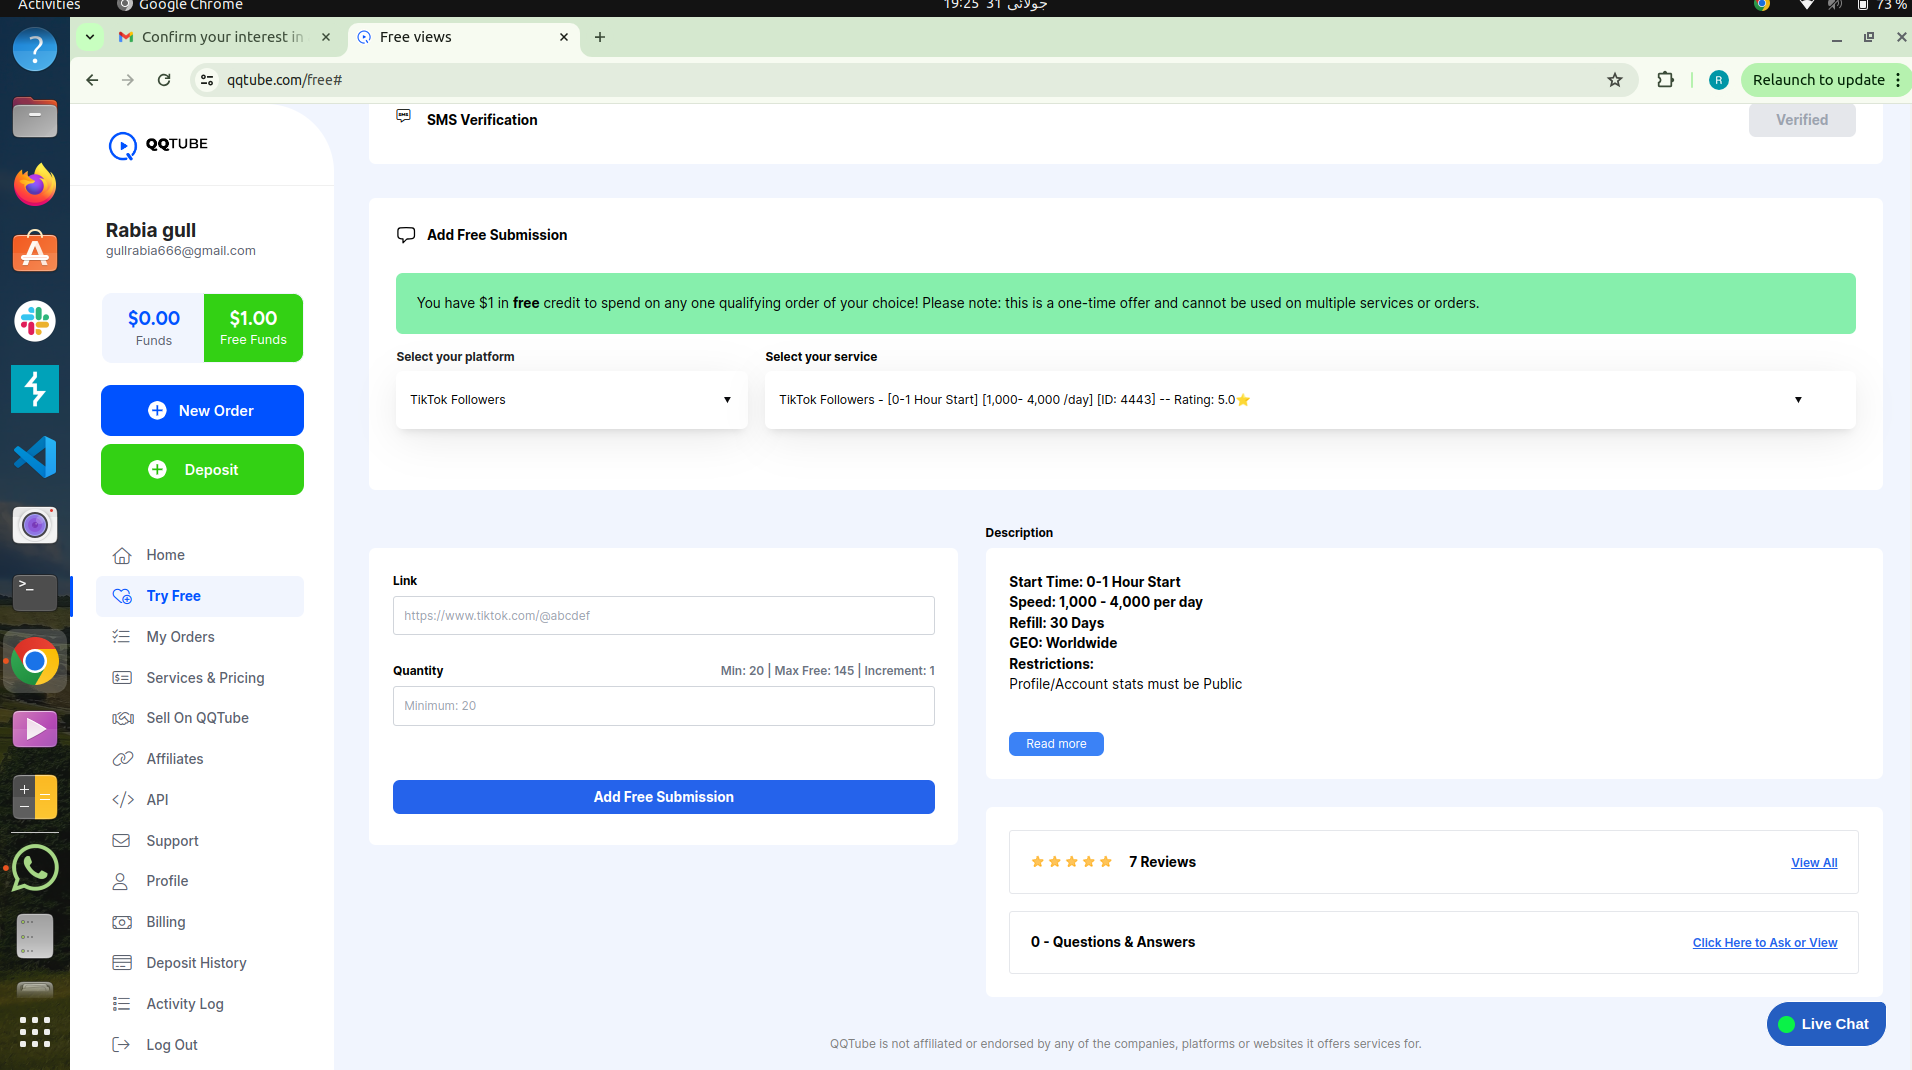 Activities
Google Chrome
19:25 31 جولائی
73 %
Confirm your interest in
Free views
qqtube.com/free#
R
Relaunch to update
QQTUBE
Rabia gull
gullrabia666@gmail.com
$0.00
Funds
$1.00
Free Funds
New Order
Deposit
Home
Try Free
My Orders
Services & Pricing
Sell On QQTube
Affiliates
API
Support
Profile
Billing
Deposit History
Activity Log
Log Out
SMS
SMS Verification
Verified
Add Free Submission
You have $1 in free credit to spend on any one qualifying order of your choice! Please note: this is a one-time offer and cannot be used on multiple services or orders.
Select your platform
TikTok Followers
Select your service
TikTok Followers - [0-1 Hour Start] [1,000- 4,000 /day] [ID: 4443] -- Rating: 5.0⭐
Link
https://www.tiktok.com/@abcdef
Quantity
Min: 20 | Max Free: 145 | Increment: 1
Minimum: 20
Add Free Submission
Description
Start Time: 0-1 Hour Start
Speed: 1,000 - 4,000 per day
Refill: 30 Days
GEO: Worldwide
Restrictions:
Profile/Account stats must be Public
Read more
7 Reviews
View All
0 - Questions & Answers
Click Here to Ask or View
Live Chat
QQTube is not affiliated or endorsed by any of the companies, platforms or websites it offers services for.